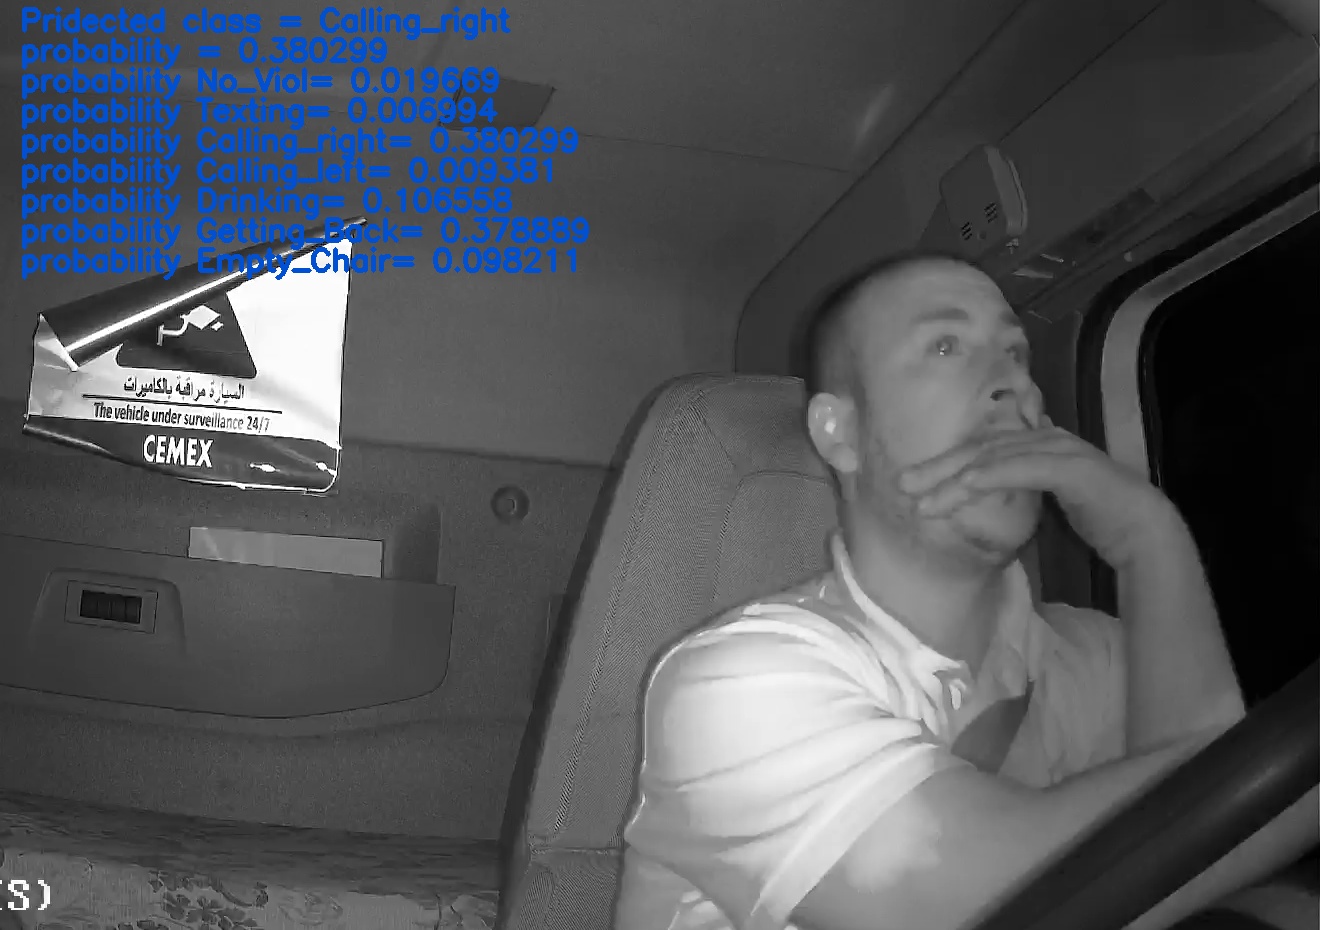 Pridected class = Calling_right
probability = 0.380299
probability No_Viol= 0.019669
probability Texting= 0.006994
probability Calling_right= 0.380299
probability Calling_left= 0.009381
probability Drinking= 0.106558
probability Getting_Back= 0.378889
probability Empty_Chair= 0.098211
السيارة مراقبة بالكاميرات
The vehicle under surveillance 24/7
CEMEX
S)